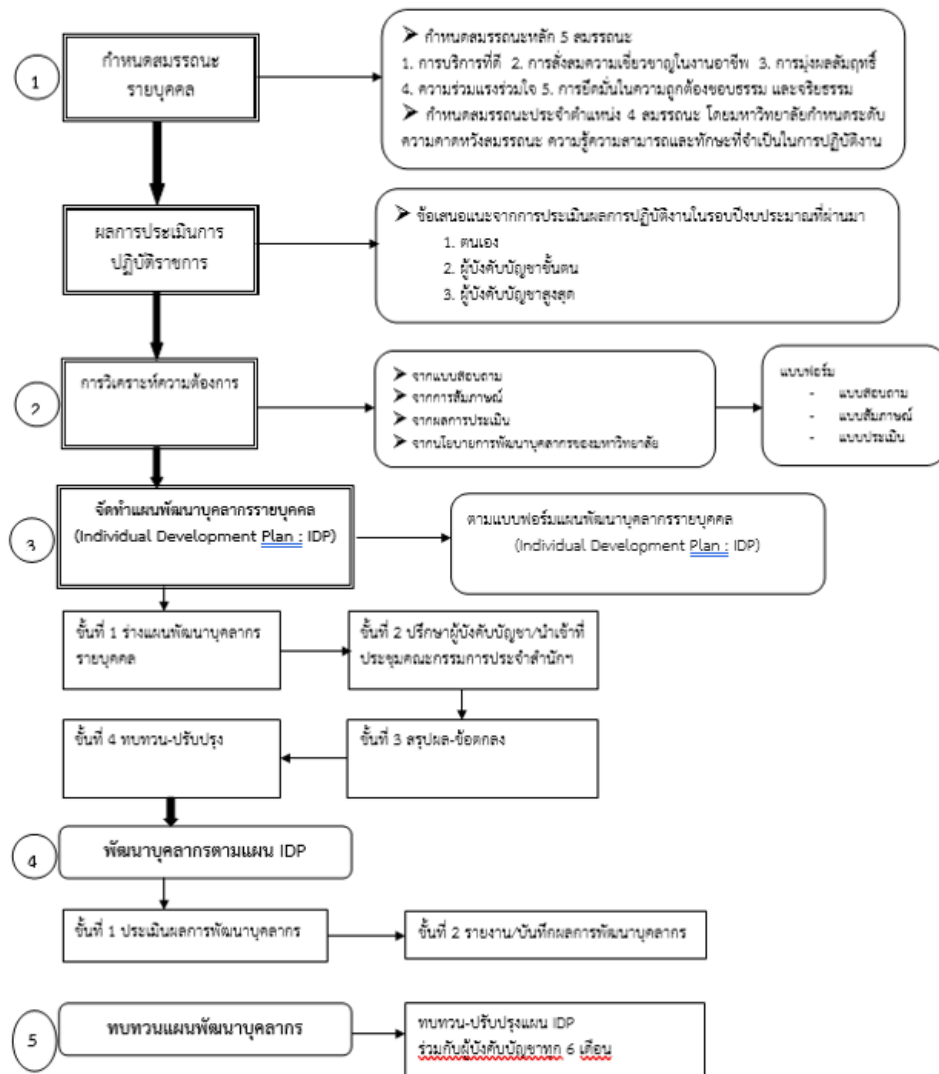 1
กำหนดสมรรถนะ
รายบุคคล
➤ กำหนดสมรรถนะหลัก 5 สมรรถนะ
1. การบริการที่ดี 2. การสั่งสมความเชี่ยวชาญในงานอาชีพ 3. การมุ่งผลสัมฤทธิ์
4. ความร่วมแรงร่วมใจ 5. การยึดมั่นในความถูกต้องชอบธรรม และจริยธรรม
➤ กำหนดสมรรถนะประจำตำแหน่ง 4 สมรรถนะ โดยมหาวิทยาลัยกำหนดระดับ
ความคาดหวังสมรรถนะ ความรู้ความสามารถและทักษะที่จำเป็นในการปฏิบัติงาน
ผลการประเมินการ
ปฏิบัติราชการ
➤ ข้อเสนอแนะจากการประเมินผลการปฏิบัติงานในรอบปีงบประมาณที่ผ่านมา
1. ตนเอง
2. ผู้บังคับบัญชาชั้นตน
3. ผู้บังคับบัญชาสูงสุด
2
การวิเคราะห์ความต้องการ
➤ จากแบบสอบถาม
➤ จากการสัมภาษณ์
➤ จากผลการประเมิน
➤ จากนโยบายการพัฒนาบุคลากรของมหาวิทยาลัย
แบบฟอร์ม
- แบบสอบถาม
- แบบสัมภาษณ์
- แบบประเมิน
3
จัดทำแผนพัฒนาบุคลากรรายบุคคล
(Individual Development Plan : IDP)
ตามแบบฟอร์มแผนพัฒนาบุคลากรรายบุคคล
(Individual Development Plan : IDP)
ขั้นที่ 1 ร่างแผนพัฒนาบุคลากร
รายบุคคล
ขั้นที่ 2 ปรึกษาผู้บังคับบัญชา/นำเข้าที่
ประชุมคณะกรรมการประจำสำนักฯ
ขั้นที่ 4 ทบทวน-ปรับปรุง
ขั้นที่ 3 สรุปผล-ข้อตกลง
4
พัฒนาบุคลากรตามแผน IDP
ขั้นที่ 1 ประเมินผลการพัฒนาบุคลากร
ขั้นที่ 2 รายงาน/บันทึกผลการพัฒนาบุคลากร
5
ทบทวนแผนพัฒนาบุคลากร
ทบทวน-ปรับปรุงแผน IDP
ร่วมกับผู้บังคับบัญชาทุก 6 เดือน